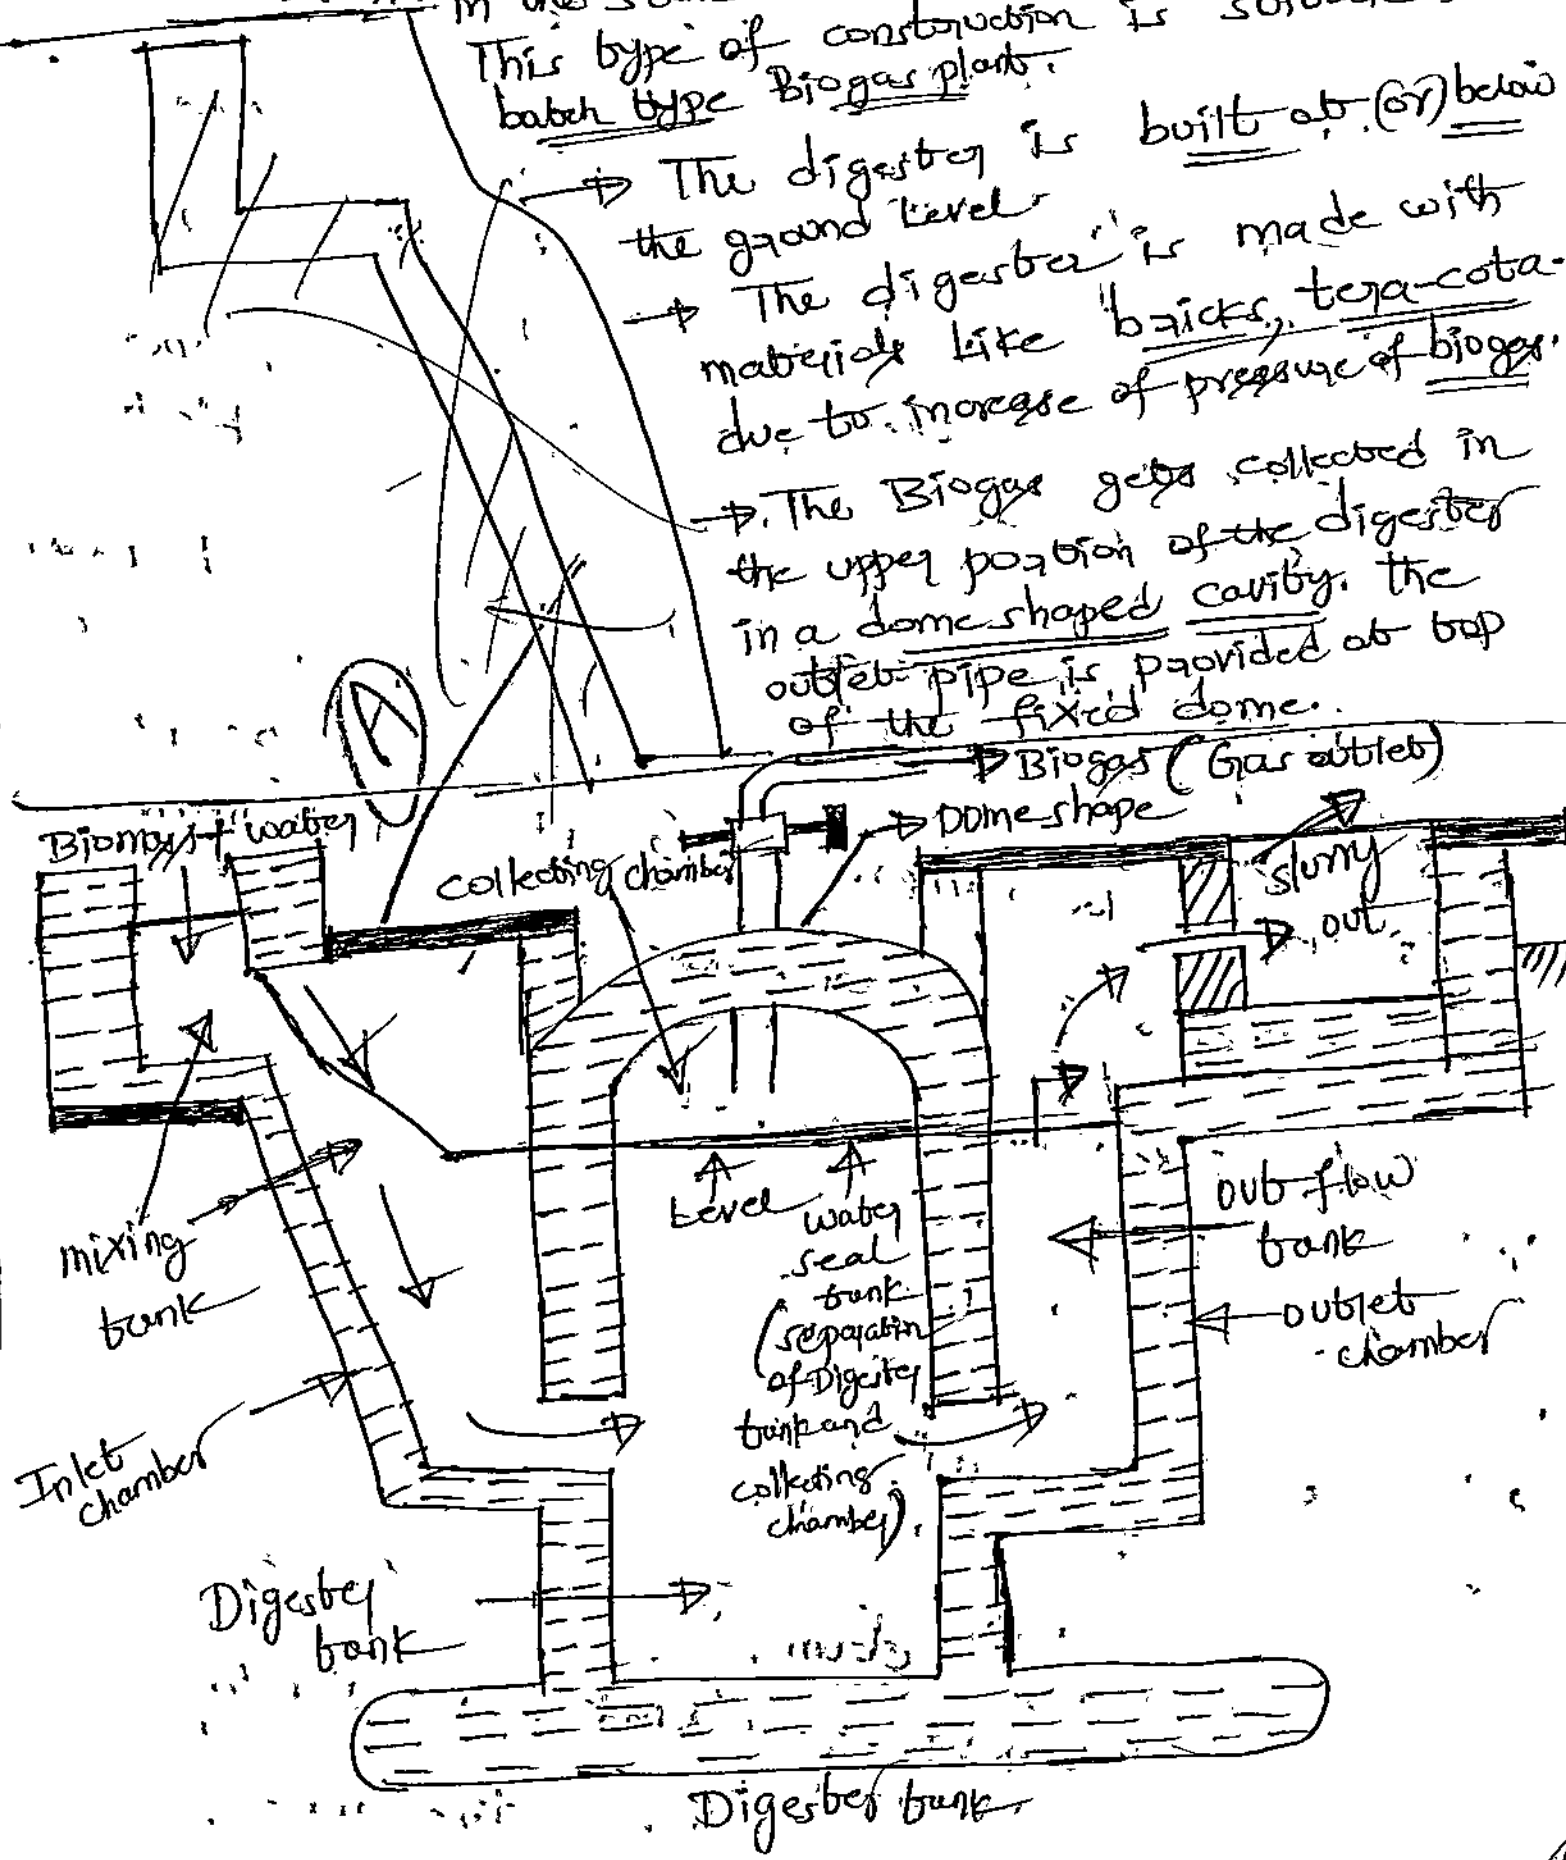 This type of construction is
batch type Biogas plant.
→ The digester is built at (or) below
the ground Level
→ The digester is made with
materials Like bricks, tera-cota.
due to increase of pressure of biogas.
→ The Biogas gets collected in
the upper portion of the digester
in a dome shaped cavity. The
outlet pipe is provided at top
of the fixed dome.
A
Biogas (Gas outlet)
Dome shape
Biomass + water
collecting chamber
slurry
out
Level
water
seal
tank
(seperation
of Digester
tank and
collecting
chamber)
mixing
tank
out flow
tank
outlet
chamber
Inlet
chamber
Digester
tank
Digester tank